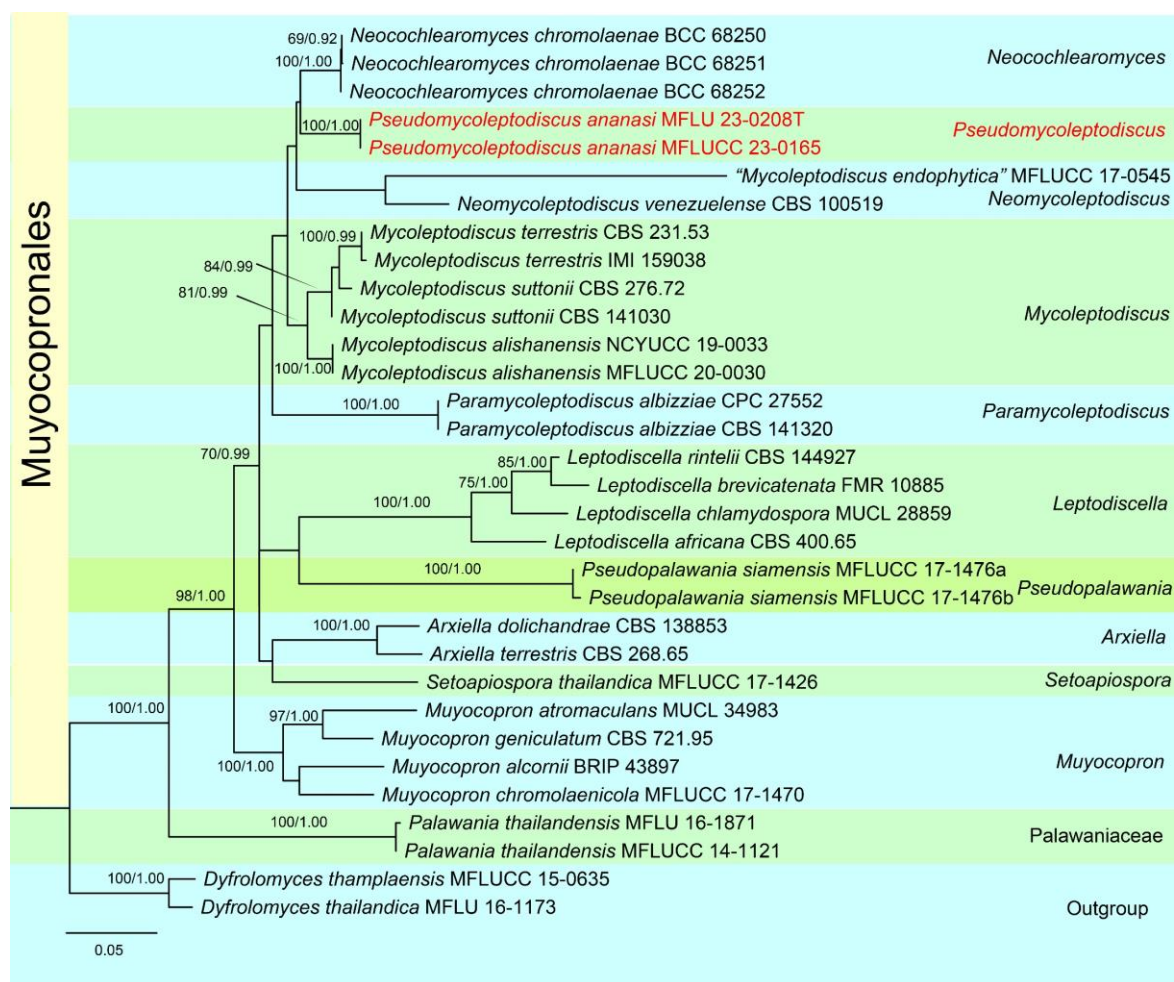 Muyocopronales
69/0.92
Neocochlearomyces chromolaenae BCC 68250
100/1.00
Neocochlearomyces chromolaenae BCC 68251
Neocochlearomyces
Neocochlearomyces chromolaenae BCC 68252
100/1.00
Pseudomycoleptodiscus ananasi MFLU 23-0208T
Pseudomycoleptodiscus
Pseudomycoleptodiscus ananasi MFLUCC 23-0165
“Mycoleptodiscus endophytica” MFLUCC 17-0545
Neomycoleptodiscus venezuelense CBS 100519
Neomycoleptodiscus
100/0.99
Mycoleptodiscus terrestris CBS 231.53
Mycoleptodiscus terrestris IMI 159038
84/0.99
Mycoleptodiscus suttonii CBS 276.72
81/0.99
Mycoleptodiscus suttonii CBS 141030
Mycoleptodiscus
Mycoleptodiscus alishanensis NCYUCC 19-0033
100/1.00
Mycoleptodiscus alishanensis MFLUCC 20-0030
100/1.00
Paramycoleptodiscus albizziae CPC 27552
Paramycoleptodiscus
Paramycoleptodiscus albizziae CBS 141320
70/0.99
85/1.00
Leptodiscella rintelii CBS 144927
75/1.00
Leptodiscella brevicatenata FMR 10885
100/1.00
Leptodiscella chlamydospora MUCL 28859
Leptodiscella
Leptodiscella africana CBS 400.65
100/1.00
Pseudopalawania siamensis MFLUCC 17-1476a
Pseudopalawania
Pseudopalawania siamensis MFLUCC 17-1476b
98/1.00
100/1.00
Arxiella dolichandrae CBS 138853
Arxiella
Arxiella terrestris CBS 268.65
Setoapiospora thailandica MFLUCC 17-1426
Setoapiospora
100/1.00
97/1.00
Muyocopron atromaculans MUCL 34983
Muyocopron geniculatum CBS 721.95
100/1.00
Muyocopron alcornii BRIP 43897
Muyocopron
Muyocopron chromolaenicola MFLUCC 17-1470
100/1.00
Palawania thailandensis MFLU 16-1871
Palawaniaceae
Palawania thailandensis MFLUCC 14-1121
100/1.00
Dyfrolomyces thamplaensis MFLUCC 15-0635
Dyfrolomyces thailandica MFLU 16-1173
Outgroup
0.05